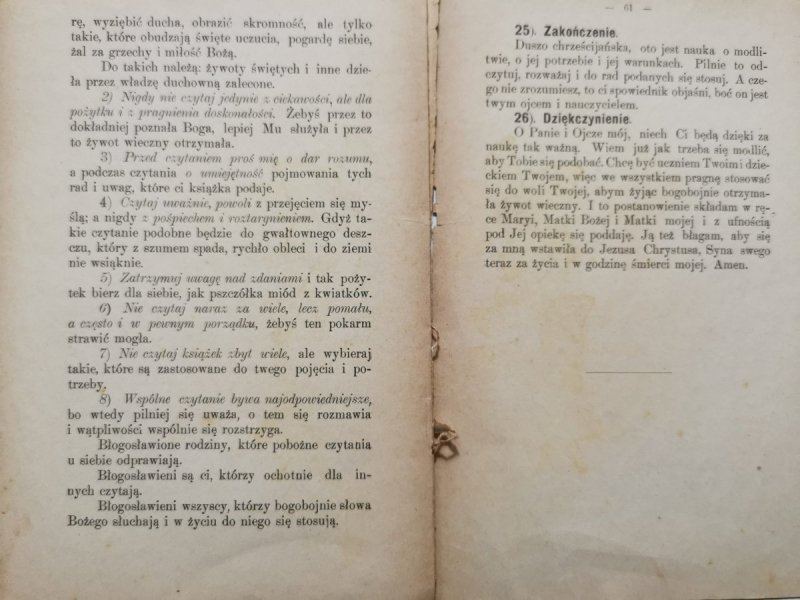 rę, wyziębić ducha, obrazić skromność, ale tylko
takie, które obudzają święte uczucia, pogardę siebie,
żal za grzechy i miłość Bożą.
Do takich należą: żywoty świętych i inne dzie-
ła przez władzę duchowną zalecone.
2) Nigdy nie czytaj jedynie z ciekawości, ale dla
pożytku i z pragnienia doskonałości. Żebyś przez to
dokładniej poznała Boga, lepiej Mu służyła i przez
to żywot wieczny otrzymała.
3) Przed czytaniem proś mię o dar rozumu,
a podczas czytania o umiejętność pojmowania tych
rad i uwag, które ci książka podaje.
4) Czytaj uważnie, powoli z przejęciem się my-
ślą; a nigdy z pośpiechem i roztargnieniem. Gdyż ta-
kie czytanie podobne będzie do gwałtownego desz-
czu, który z szumem spada, rychło obleci i do ziemi
nie wsiąknie.
5) Zatrzymuj uwagę nad zdaniami i tak poży-
tek bierz dla siebie, jak pszczółka miód z kwiatków.
6) Nie czytaj naraz za wiele, lecz pomału,
a często i w pewnym porządku, żebyś ten pokarm
strawić mogła.
7) Nie czytaj książek zbyt wiele, ale wybieraj
takie, które są zastosowane do twego pojęcia i po-
trzeby.
8) Wspólne czytanie bywa najodpowiedniejsze,
bo wtedy pilniej się uważa, o tem się rozmawia
i wątpliwości wspólnie się rozstrzyga.
Błogosławione rodziny, które pobożne czytania
u siebie odprawiają.
Błogosławieni są ci, którzy ochotnie dla in-
nych czytają.
Błogosławieni wszyscy, którzy bogobojnie słowa
Bożego słuchają i w życiu do niego się stosują.
— 61 —
25). Zakończenie.
Duszo chrześcijańska, oto jest nauka o modli-
twie, o jej potrzebie i jej warunkach. Pilnie to od-
czytuj, rozważaj i do rad podanych się stosuj. A cze-
go nie zrozumiesz, to ci spowiednik objaśni, boć on jest
twym ojcem i nauczycielem.
26). Dziękczynienie.
O Panie i Ojcze mój, niech Ci będą dzięki za
naukę tak ważną. Wiem już jak trzeba się modlić,
aby Tobie się podobać. Chcę być uczniem Twoim i dzie-
ckiem Twojem, więc we wszystkiem pragnę stosować
się do woli Twojej, abym żyjąc bogobojnie otrzyma-
ła żywot wieczny. I to postanowienie składam w rę-
ce Maryi, Matki Bożej i Matki mojej i z ufnością
pod Jej opiekę się poddaję. Ją też błagam, aby się
za mną wstawiła do Jezusa Chrystusa, Syna swego
teraz za życia i w godzinę śmierci mojej. Amen.